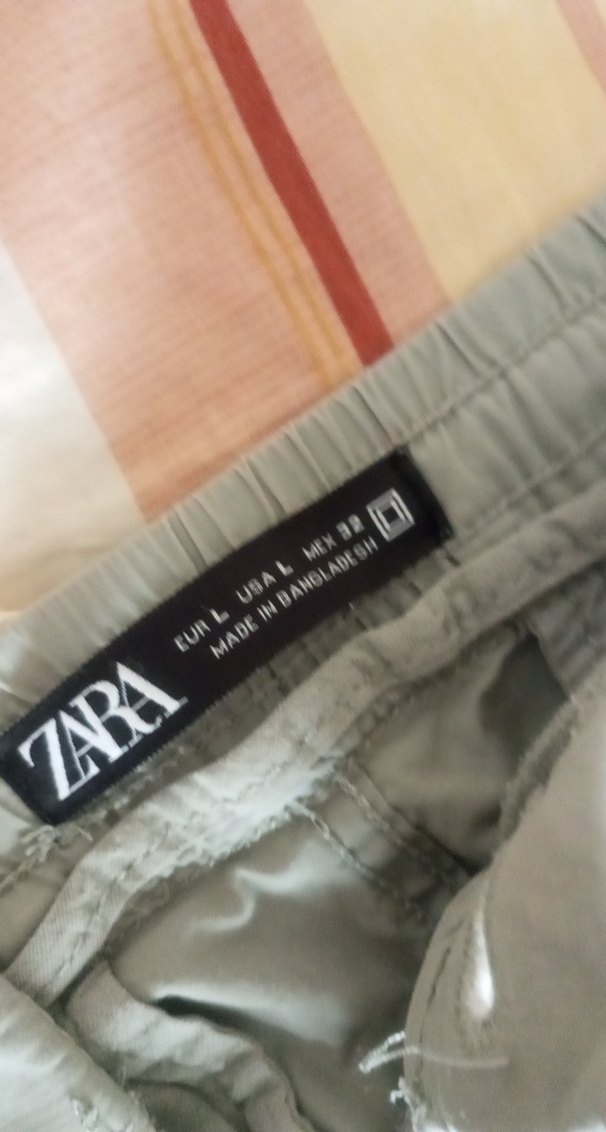 ZARA
EUR L USA L MEX 32
MADE IN BANGLADESH